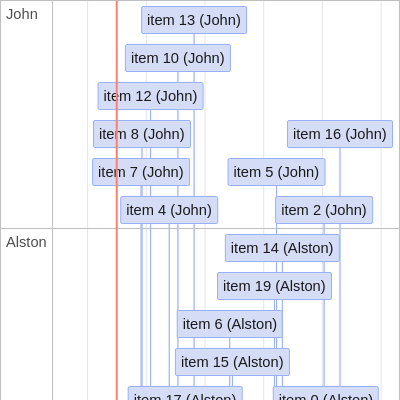 John
item 13 (John)
item 10 (John)
item 12 (John)
item 8 (John)
item 16 (John)
item 7 (John)
item 5 (John)
item 4 (John)
item 2 (John)
Alston
item 14 (Alston)
item 19 (Alston)
item 6 (Alston)
item 15 (Alston)
item 17 (Alston)
item 0 (Alston)